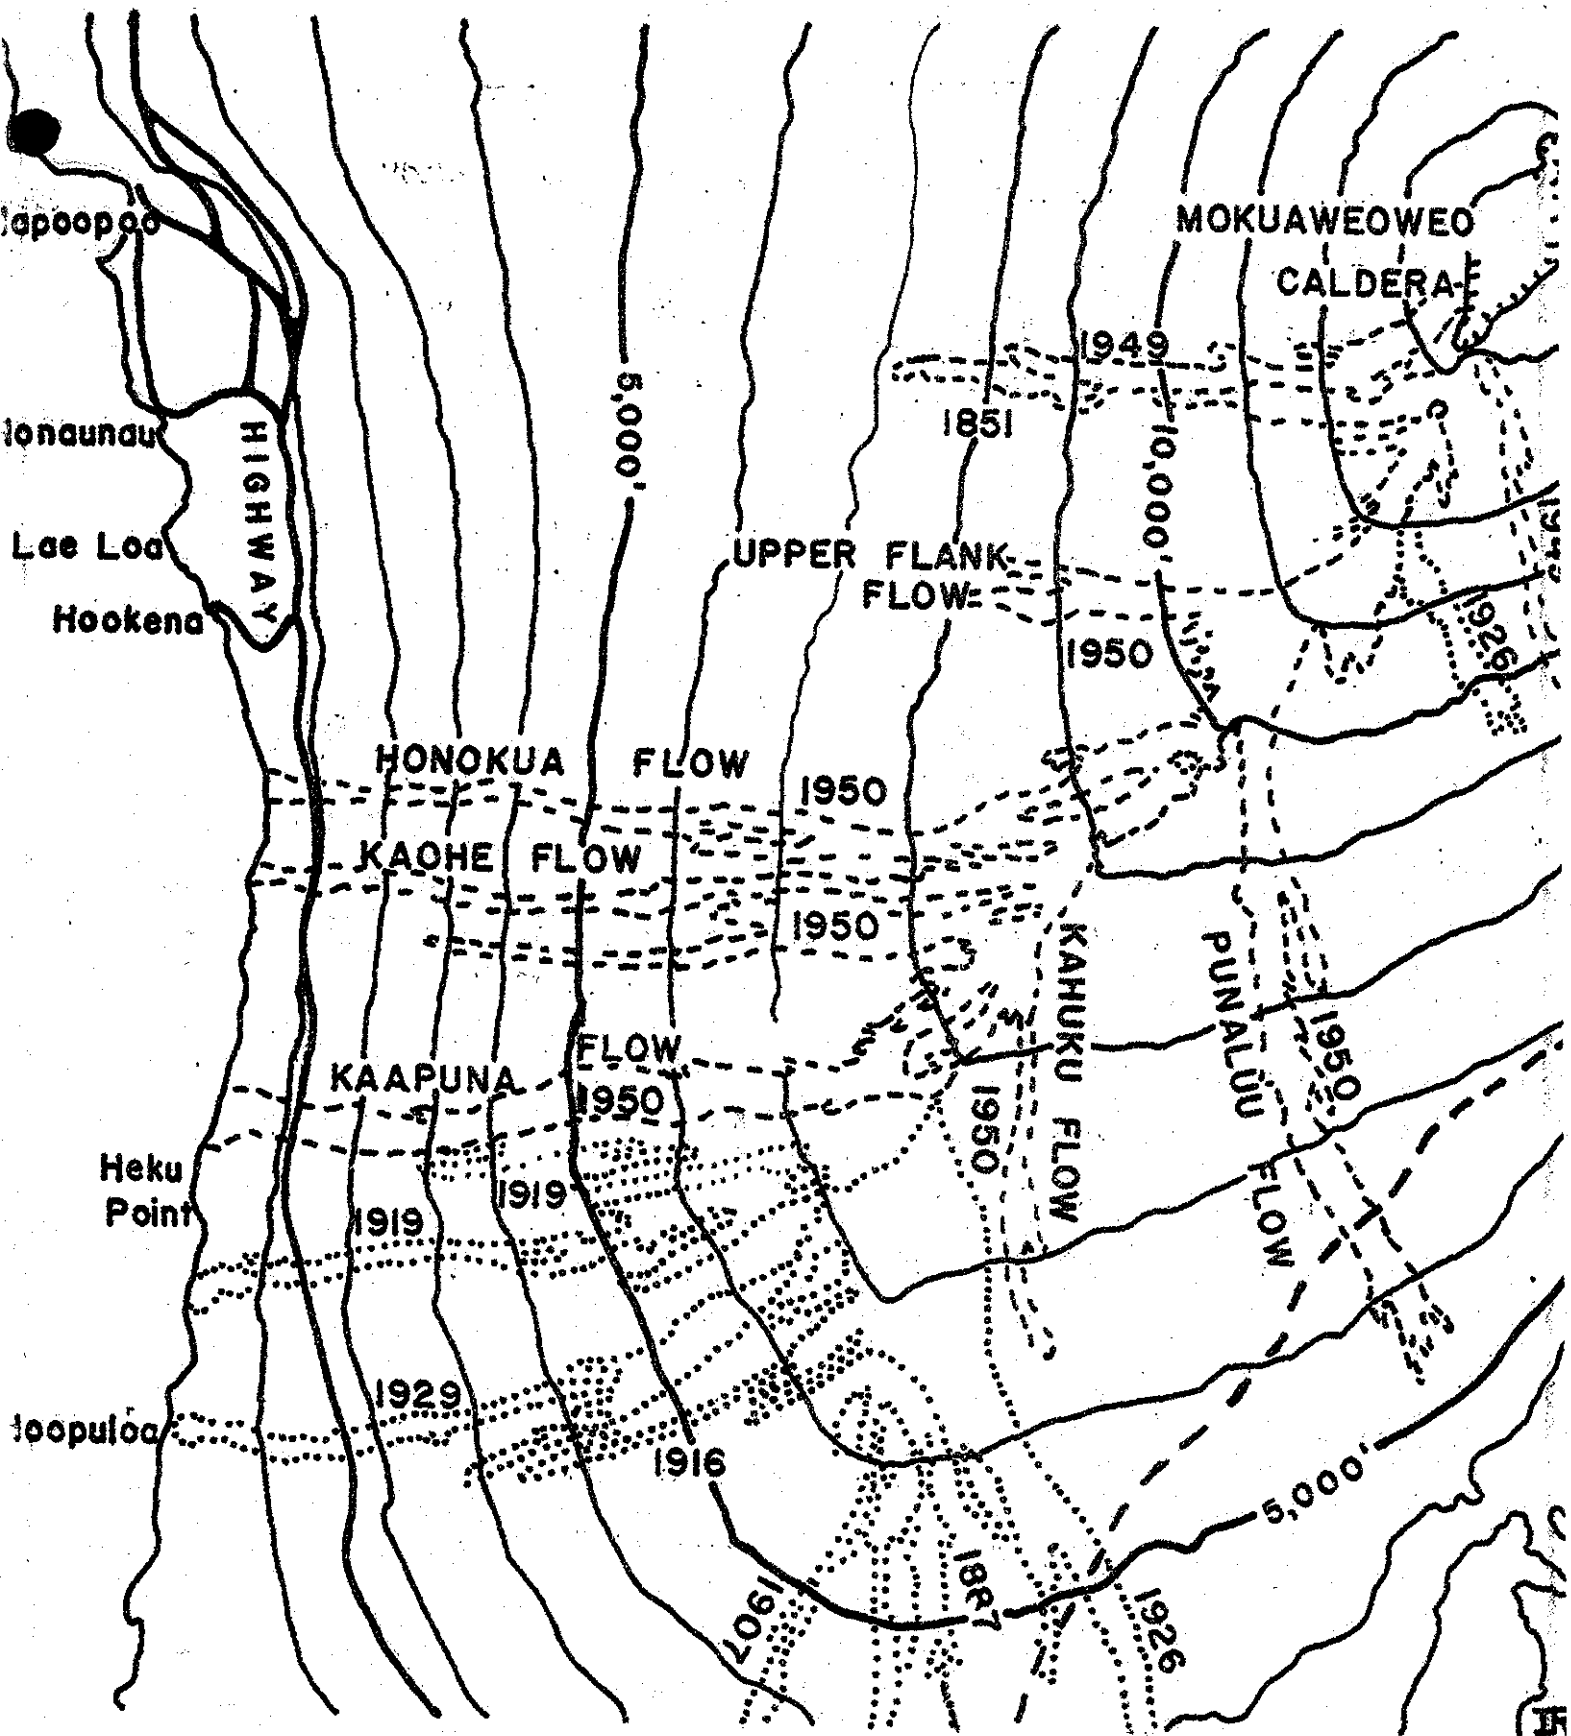 apoopoo
MOKUAWEOWEO
CALDERA
1949
5,000'
1851
onaunau
HIGHWAY
10,000'
Lae Loa
UPPER FLANK
FLOW
Hookena
1926
1950
HONOKUA FLOW
1950
KAOHE FLOW
1950
KAHUKU FLOW
PUNALUU FLOW
1950
FLOW
KAAPUNA
1950
1950
Heku
Point
1919
1919
1929
oopuloa
1916
5,000'
1907
1887
1926